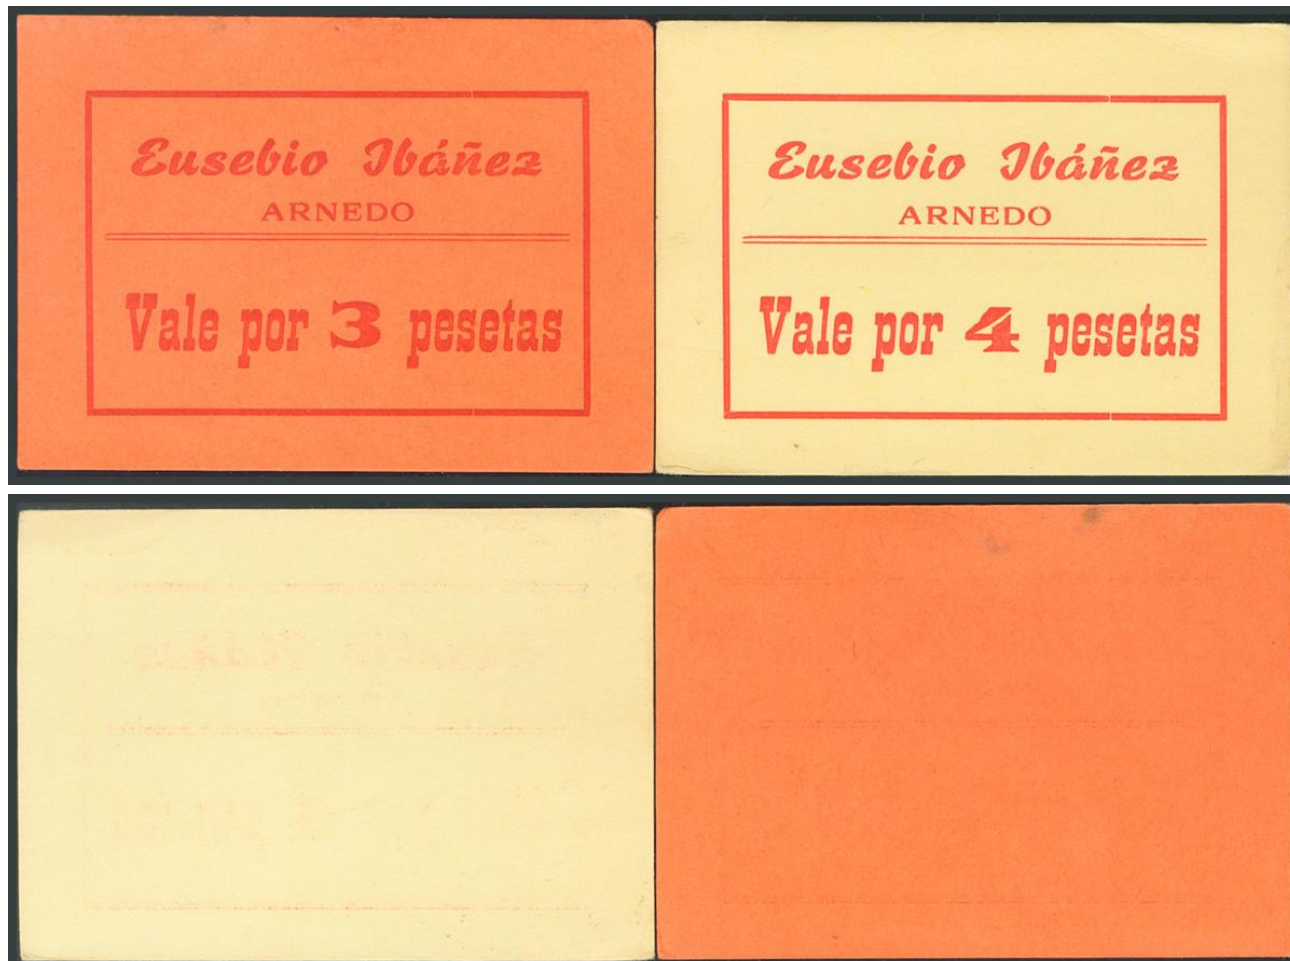 Eusebio Ibáñez
ARNEDO
Vale por 3 pesetas
Eusebio Ibáñez
ARNEDO
Vale por 4 pesetas